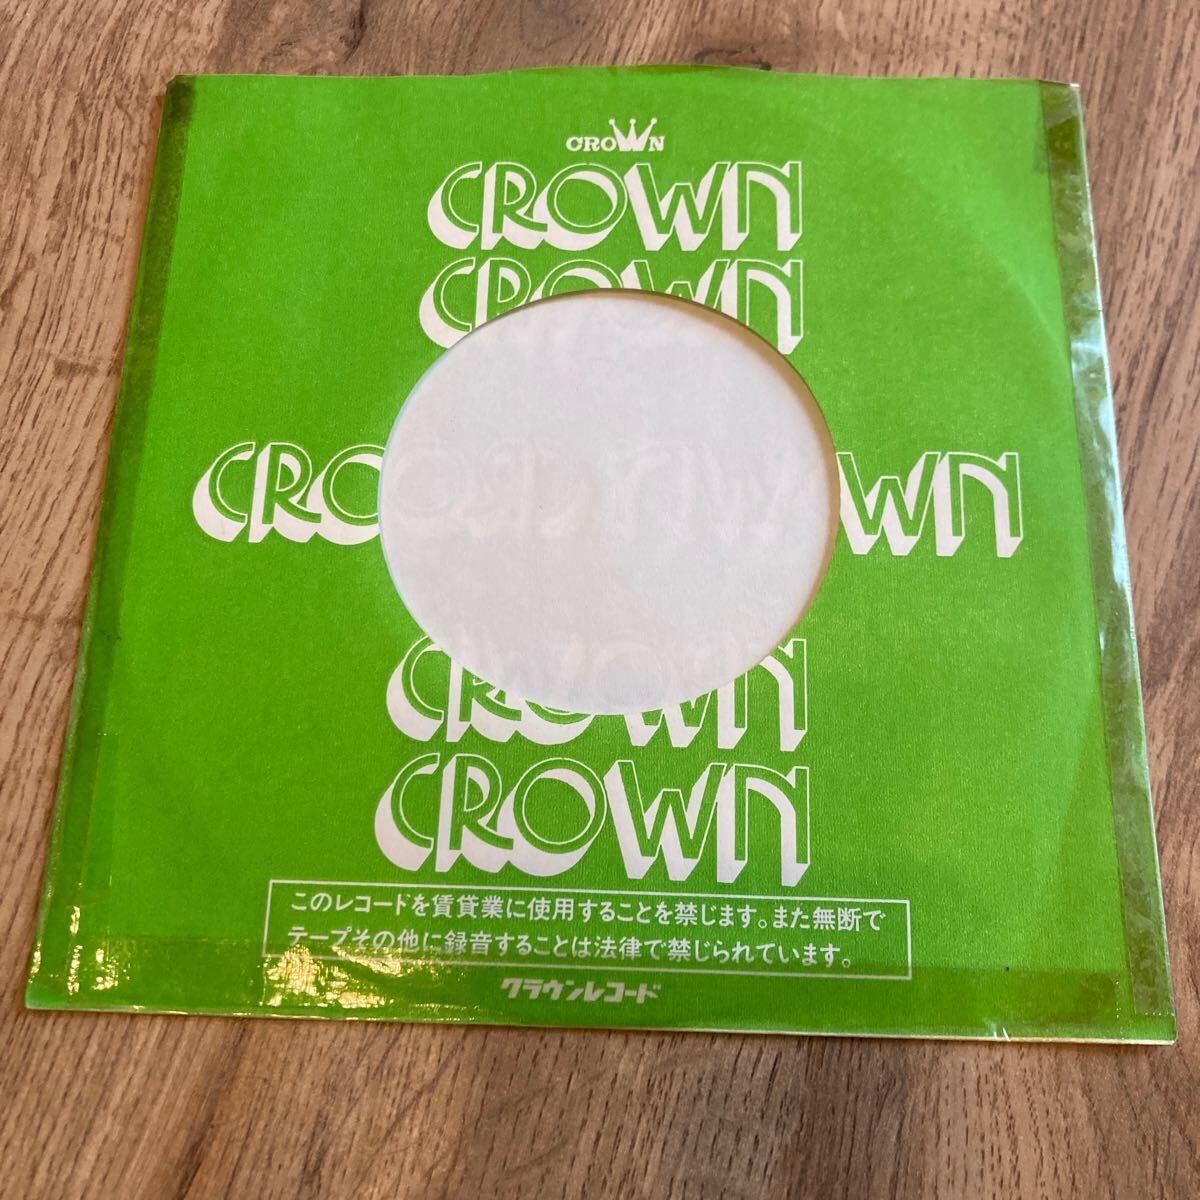 CROWN
CROWN
CROWN
CRO WN
CROWN
CROWN
このレコードを賃貸業に使用することを禁じます。また無断で
テープその他に録音することは法律で禁じられています。
クラウンレコード